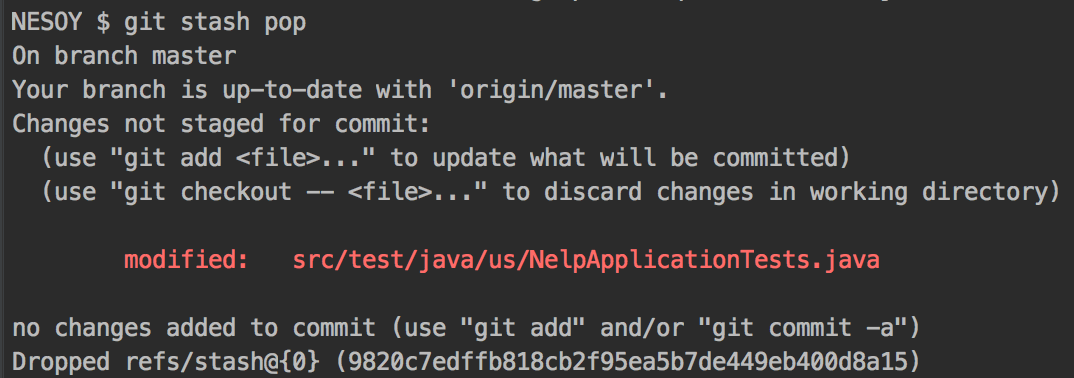 NESOY $ git stash pop
On branch master
Your branch is up-to-date with 'origin/master'.
Changes not staged for commit:
  (use "git add <file>..." to update what will be committed)
  (use "git checkout -- <file>..." to discard changes in working directory)
        modified:   src/test/java/us/NelpApplicationTests.java
no changes added to commit (use "git add" and/or "git commit -a")
Dropped refs/stash@{0} (9820c7edffb818cb2f95ea5b7de449eb400d8a15)